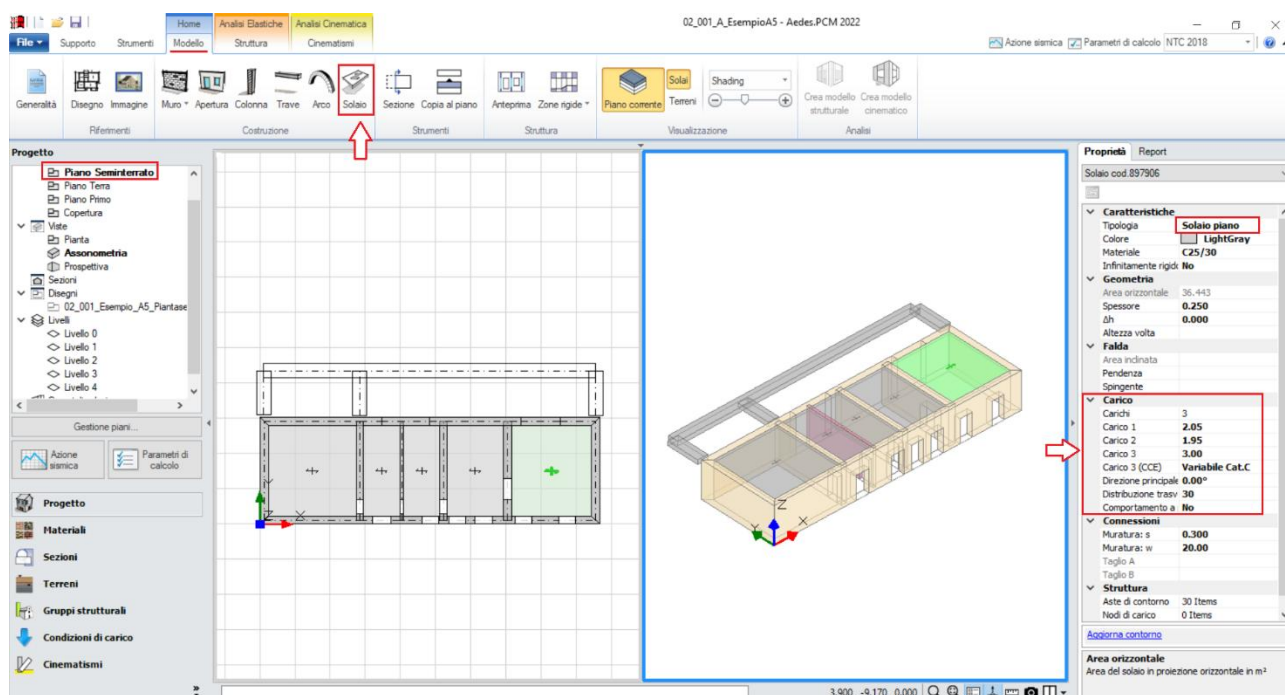 Home Analisi Elastiche Analisi Cinematica
02_001_A_EsempioA5 - Aedes.PCM 2022
File Supporto Strumenti Modello Struttura Cinematismi
Azione sismica Parametri di calcolo NTC 2018
Generalità Disegno Immagine Muro Apertura Colonna Trave Arco Solaio Sezione Copia al piano Anteprima Zone rigide Piano corrente
Solai
Terreni
Shading
Crea modello strutturale
Crea modello cinematico
Riferimenti Costruzione Strumenti Struttura Visualizzazione Analisi
Progetto
Piano Seminterrato
Piano Terra
Piano Primo
Copertura
Viste
Pianta
Assonometria
Prospettiva
Sezioni
Disegni
02_001_Esempio_A5_Piantase
Livelli
Livello 0
Livello 1
Livello 2
Livello 3
Livello 4
Gestione piani...
Azione sismica
Parametri di calcolo
Progetto
Materiali
Sezioni
Terreni
Gruppi strutturali
Condizioni di carico
Cinematismi
Y
Z X
Z
Y X
Proprietà Report
Solaio cod.897906
Caratteristiche
Tipologia Solaio piano
Colore LightGray
Materiale C25/30
Infinitamente rigido No
Geometria
Area orizzontale 36.443
Spessore 0.250
Δh 0.000
Altezza volta
Falda
Area inclinata
Pendenza
Spingente
Carico
Carichi 3
Carico 1 2.05
Carico 2 1.95
Carico 3 3.00
Carico 3 (CCE) Variabile Cat.C
Direzione principale 0.00°
Distribuzione trasv 30
Comportamento a No
Connessioni
Muratura: s 0.300
Muratura: w 20.00
Taglio A
Taglio B
Struttura
Aste di contorno 30 Items
Nodi di carico 0 Items
Aggiorna contorno
Area orizzontale
Area del solaio in proiezione orizzontale in m²
3.900 -9.170 0.000